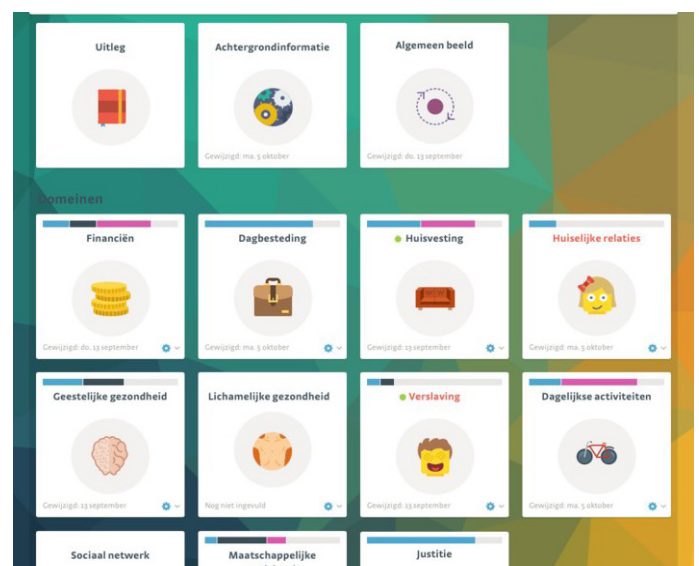 Uitleg
Achtergrondinformatie
Algemeen beeld
Gewijzigd: ma. 5 oktober
Gewijzigd: do. 13 september
Domeinen
Financiën
Dagbesteding
Huisvesting
Huiselijke relaties
Gewijzigd: do. 13 september
Gewijzigd: ma. 5 oktober
Gewijzigd: 13 september
Gewijzigd: ma. 5 oktober
Geestelijke gezondheid
Lichamelijke gezondheid
Verslaving
Dagelijkse activiteiten
Gewijzigd: 13 september
Nog niet ingevuld
Gewijzigd: 13 september
Gewijzigd: ma. 5 oktober
Sociaal netwerk
Maatschappelijke
Justitie